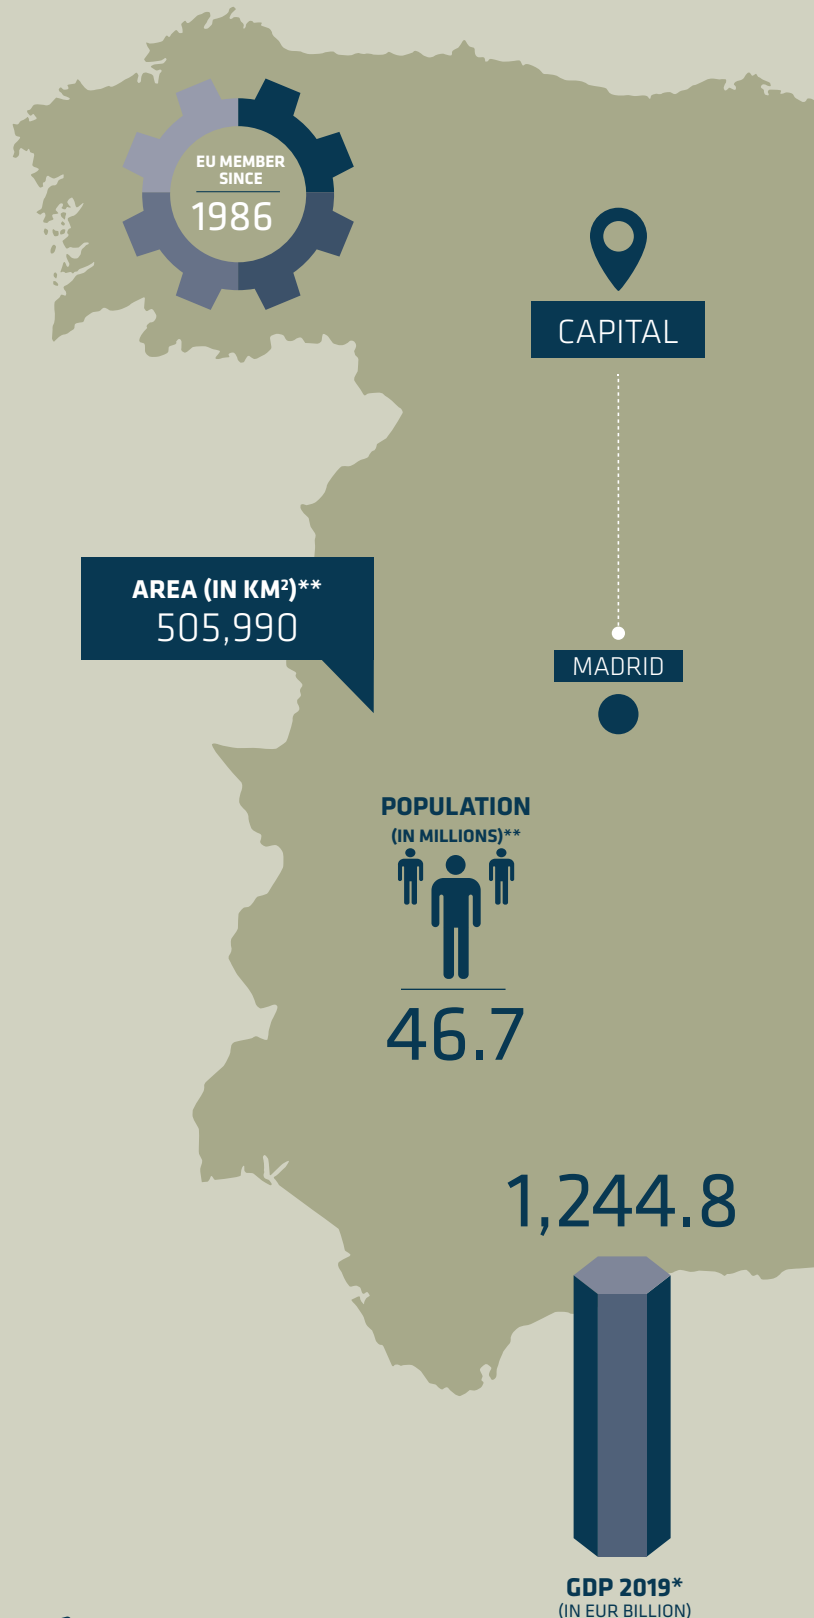 EU MEMBER
SINCE
1986
CAPITAL
AREA (IN KM²)**
505,990
MADRID
POPULATION
(IN MILLIONS)**
46.7
1,244.8
GDP 2019*
(IN EUR BILLION)